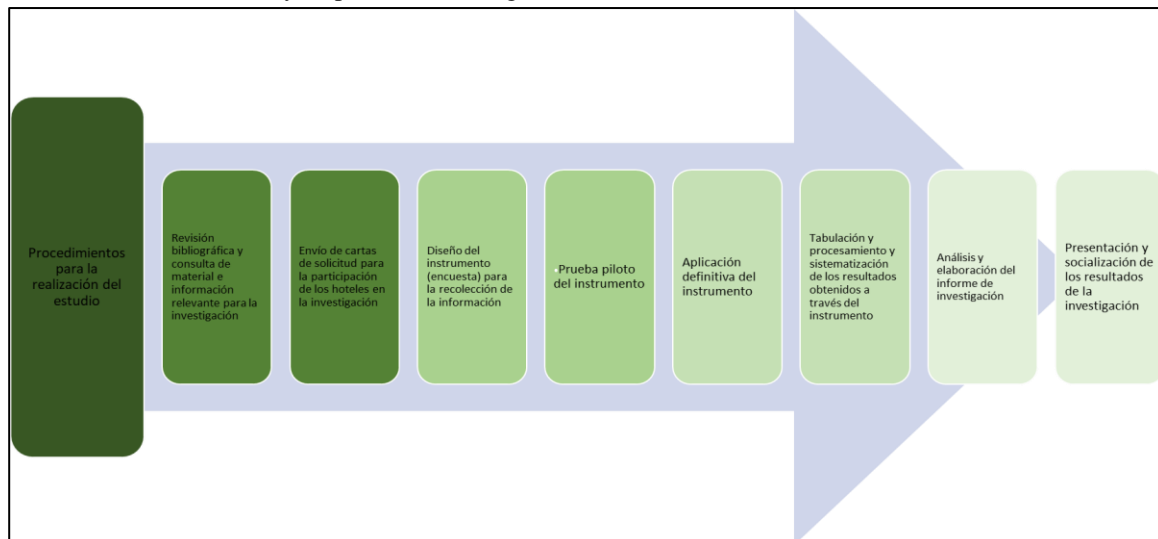 Procedimientos
para la
realización del
estudio
Revisión
bibliográfica y
consulta de
material e
información
relevante para la
investigación
Envío de cartas
de solicitud para
la participación
de los hoteles en
la investigación
Diseño del
instrumento
(encuesta) para
la recolección de
la información
•Prueba piloto
del instrumento
Aplicación
definitiva del
instrumento
Tabulación y
procesamiento y
sistematización
de los resultados
obtenidos a
través del
instrumento
Análisis y
elaboración del
informe de
investigación
Presentación y
socialización de
los resultados
de la
investigación